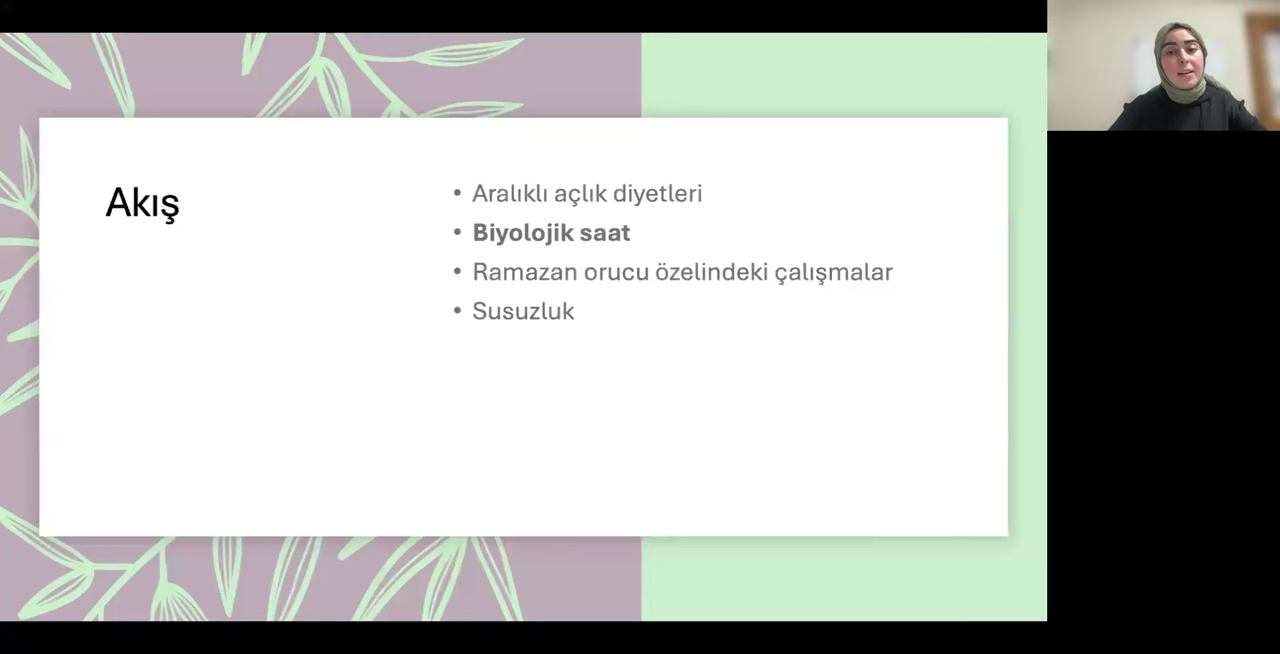 Akış
• Aralıklı açlık diyetleri
• Biyolojik saat
• Ramazan orucu özelindeki çalışmalar
• Susuzluk